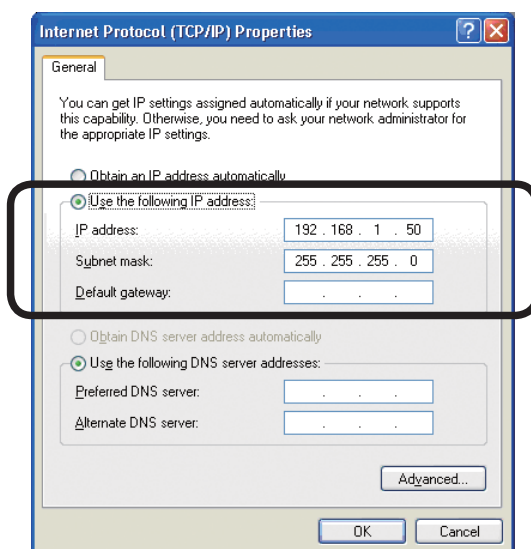 Internet Protocol (TCP/IP) Properties
General
You can get IP settings assigned automatically if your network supports
this capability. Otherwise, you need to ask your network administrator for
the appropriate IP settings.
Obtain an IP address automatically
Use the following IP address:
IP address: 192 . 168 . 1 . 50
Subnet mask: 255 . 255 . 255 . 0
Default gateway: . . .
Obtain DNS server address automatically
Use the following DNS server addresses:
Preferred DNS server: . . .
Alternate DNS server: . . .
Advanced...
OK Cancel